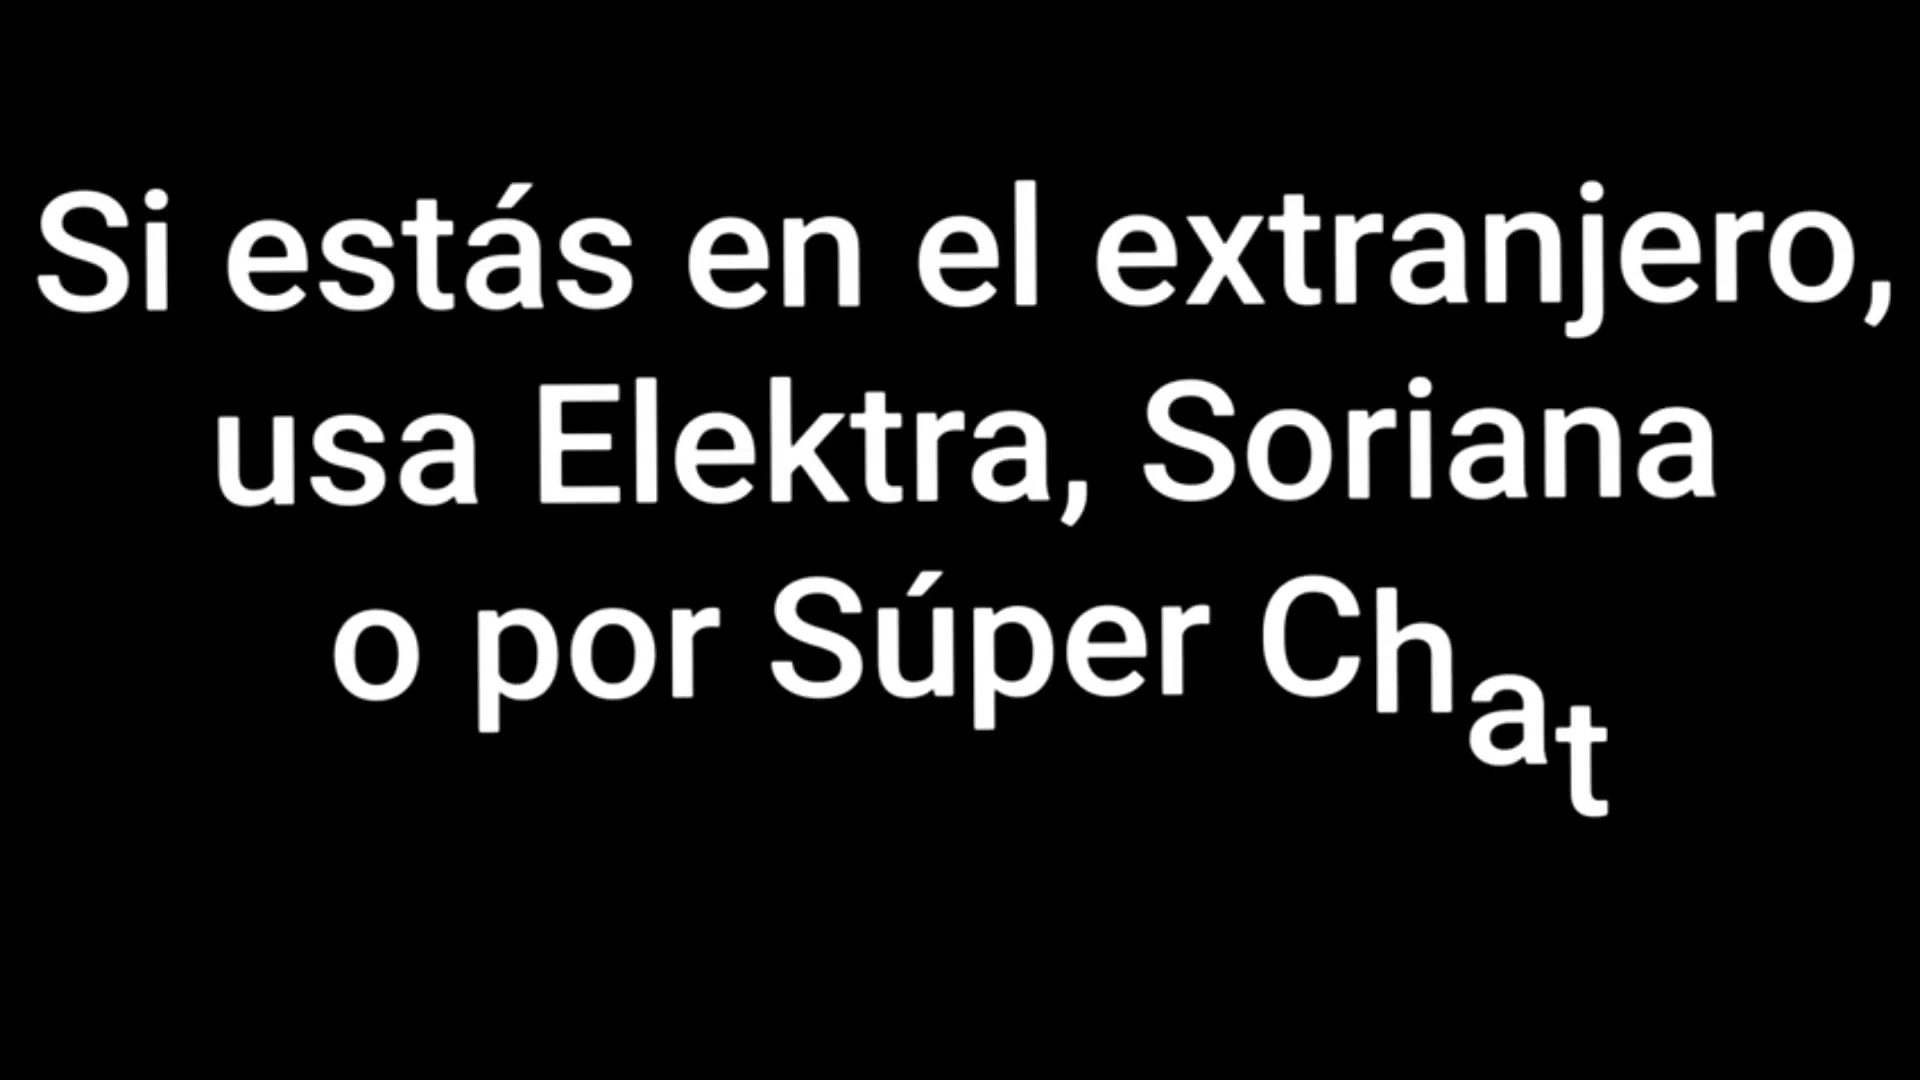 Si estás en el extranjero,
usa Elektra, Soriana
o por Súper Chat